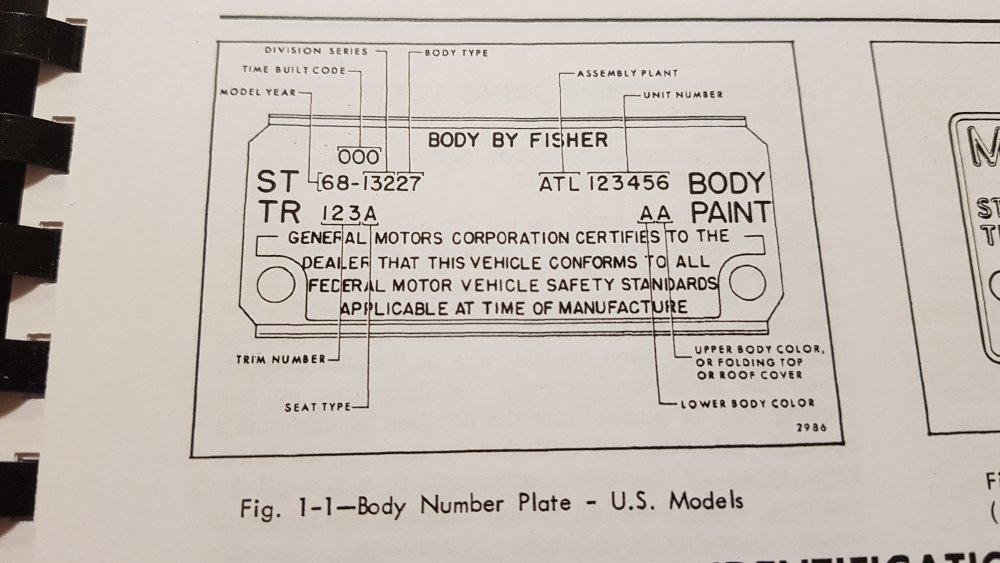 DIVISION SERIES
BODY TYPE
TIME BUILT CODE
ASSEMBLY PLANT
MODEL YEAR
UNIT NUMBER
BODY BY FISHER
000
ST 68-13227 ATL 123456 BODY
TR 123A AA PAINT
GENERAL MOTORS CORPORATION CERTIFIES TO THE
DEALER THAT THIS VEHICLE CONFORMS TO ALL
FEDERAL MOTOR VEHICLE SAFETY STANDARDS
APPLICABLE AT TIME OF MANUFACTURE
TRIM NUMBER
UPPER BODY COLOR,
OR FOLDING TOP
OR ROOF COVER
SEAT TYPE
LOWER BODY COLOR
2986
Fig. 1-1—Body Number Plate - U.S. Models